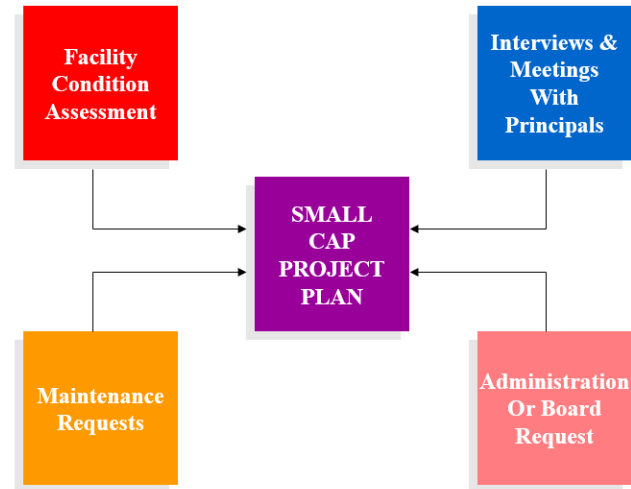 Facility
Condition
Assessment
Interviews &
Meetings
With
Principals
SMALL
CAP
PROJECT
PLAN
Maintenance
Requests
Administration
Or Board
Request